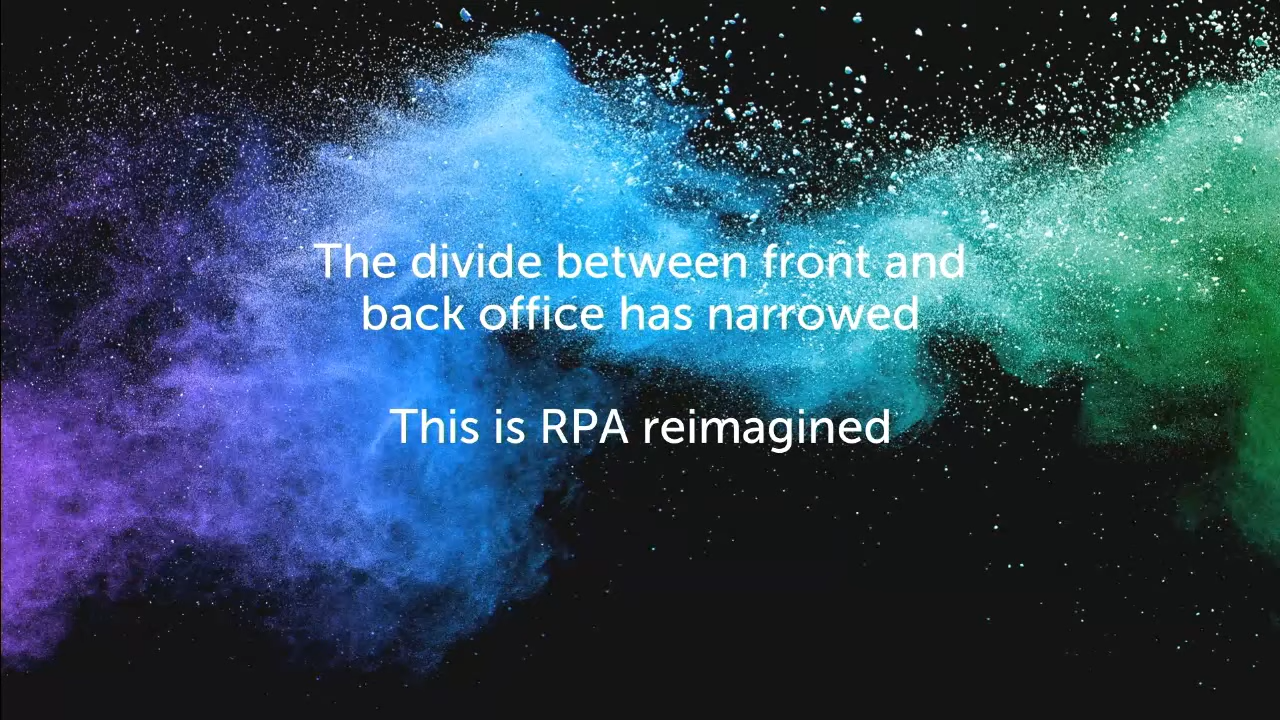 The divide between front and
back office has narrowed
This is RPA reimagined